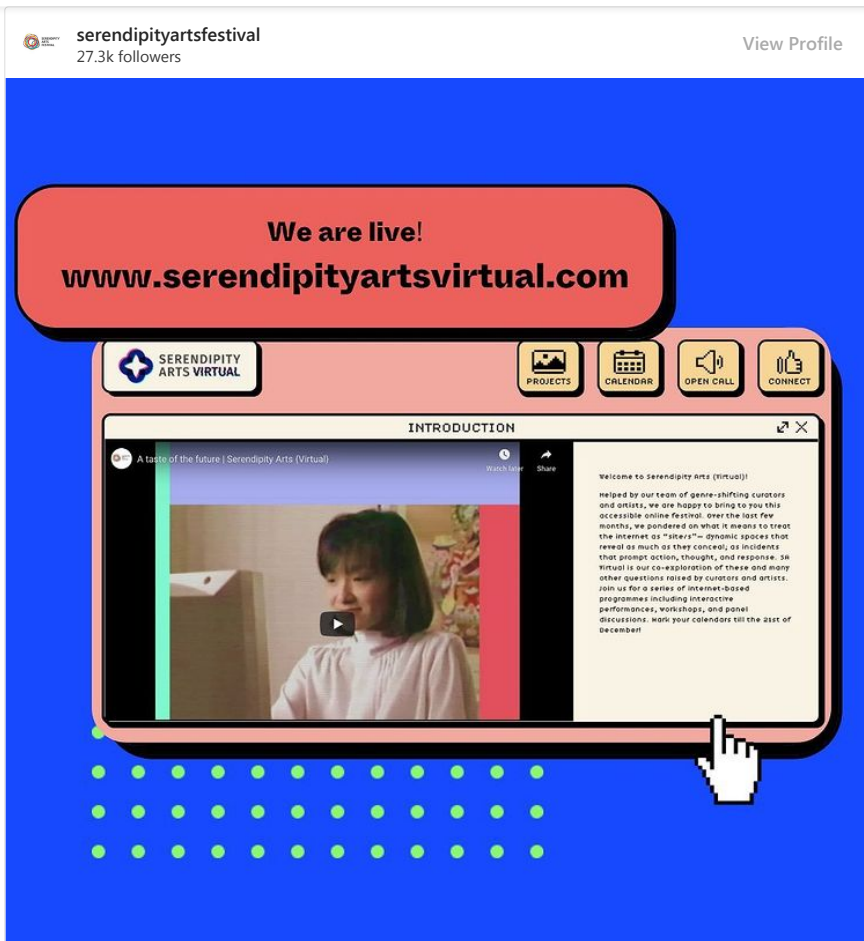 serendipityartsfestival
27.3k followers
View Profile
We are live!
www.serendipityartsvirtual.com
SERENDIPITY
ARTS VIRTUAL
PROJECTS
CALENDAR
OPEN CALL
CONNECT
INTRODUCTION
A taste of the future | Serendipity Arts (Virtual)
Watch later
Share
Welcome to Serendipity Arts (Virtual)!
Helped by our team of genre-shifting curators
and artists, we are happy to bring to you this
accessible online festival. Over the last few
months, we pondered on what it means to treat
the internet as "site/s"— dynamic spaces that
reveal as much as they conceal; as incidents
that prompt action, thought, and response. SA
Virtual is our co-exploration of these and many
other questions raised by curators and artists.
Join us for a series of internet-based
programmes including interactive
performances, workshops, and panel
discussions. Mark your calendars till the 21st of
December!